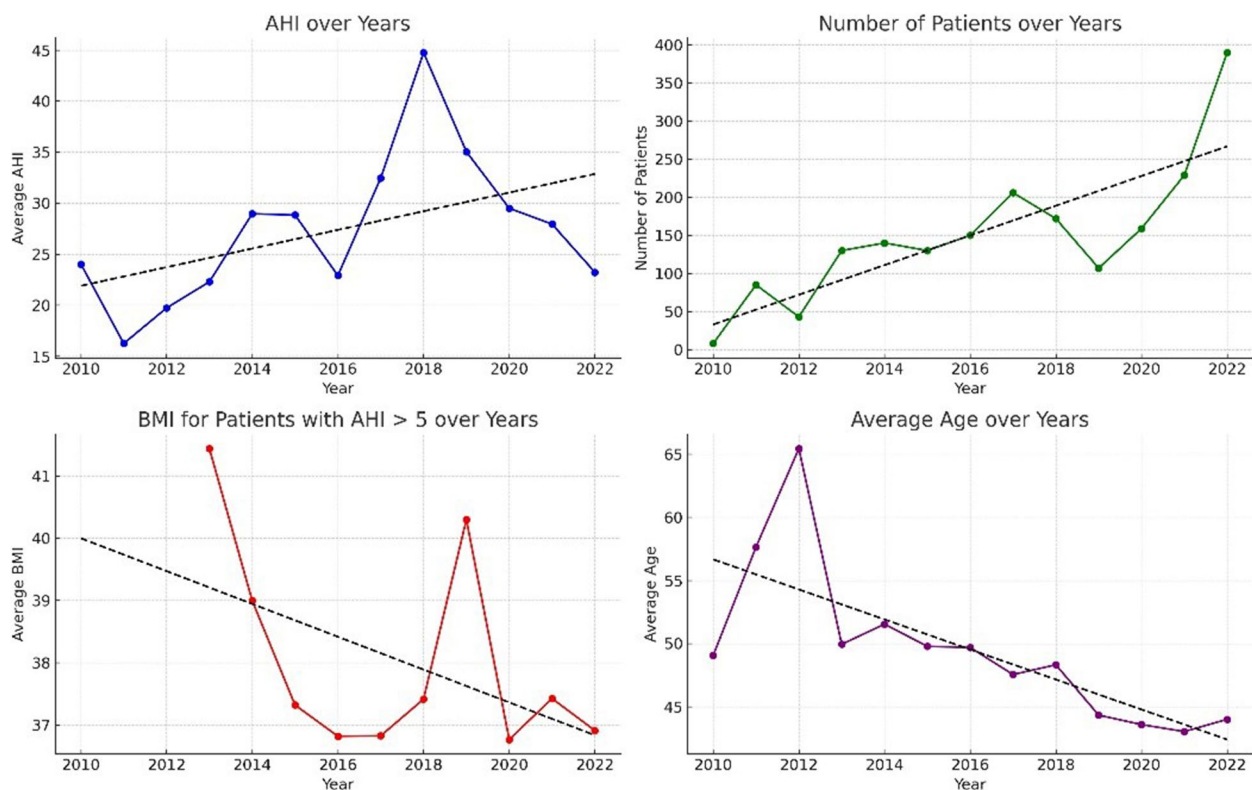 AHI over Years
45
40
35
30
25
20
15
Average AHI
2010 2012 2014 2016 2018 2020 2022
Year
Number of Patients over Years
400
350
300
250
200
150
100
50
0
Number of Patients
2010 2012 2014 2016 2018 2020 2022
Year
BMI for Patients with AHI > 5 over Years
41
40
39
38
37
Average BMI
2010 2012 2014 2016 2018 2020 2022
Year
Average Age over Years
65
60
55
50
45
Average Age
2010 2012 2014 2016 2018 2020 2022
Year